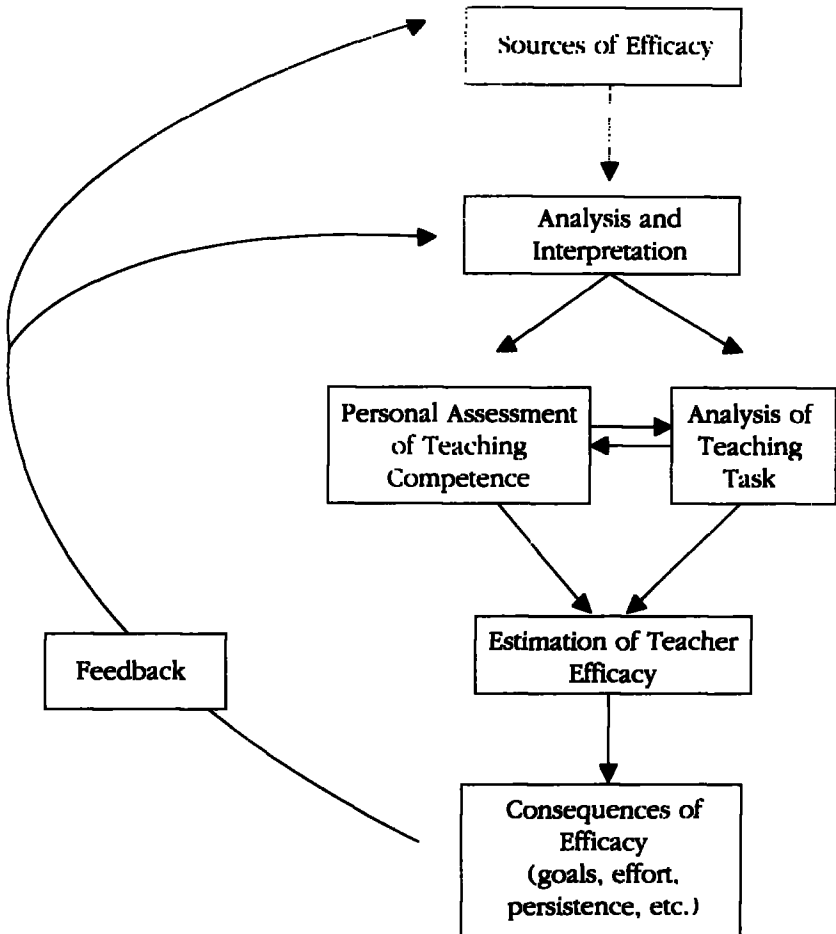 Sources of Efficacy
Analysis and
Interpretation
Personal Assessment
of Teaching
Competence
Analysis of
Teaching
Task
Estimation of Teacher
Efficacy
Feedback
Consequences of
Efficacy
(goals, effort,
persistence, etc.)